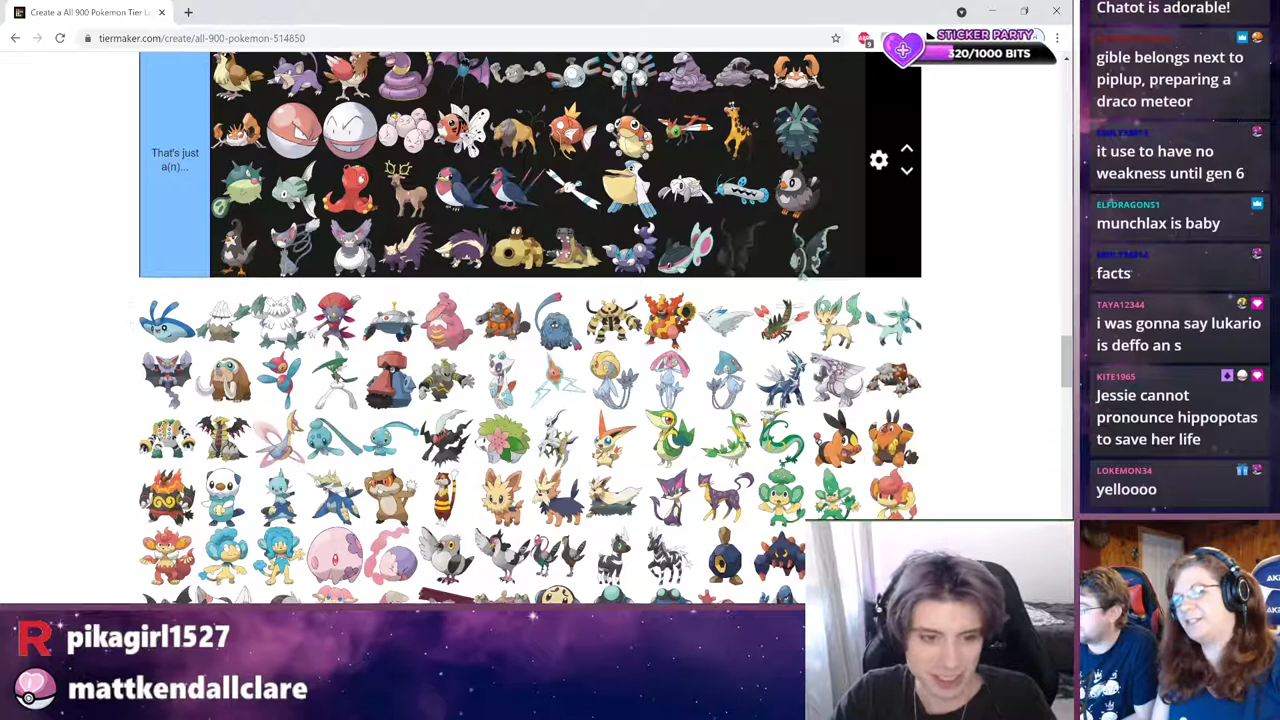 Create a All 900 Pokemon Tier Le
tiermaker.com/create/all-900-pokemon-514850
STICKER PARTY
320/1000 BITS
That's just
a(n)...
Chatot is adorable!
gible belongs next to
piplup, preparing a
draco meteor
it use to have no
weakness until gen 6
ELFDRAGONS1
munchlax is baby
facts
TAYA12344
i was gonna say lukario
is deffo an s
KITE1965
Jessie cannot
pronounce hippopotas
to save her life
LOKEMON34
yelloooo
R pikagirl1527
mattkendallclare